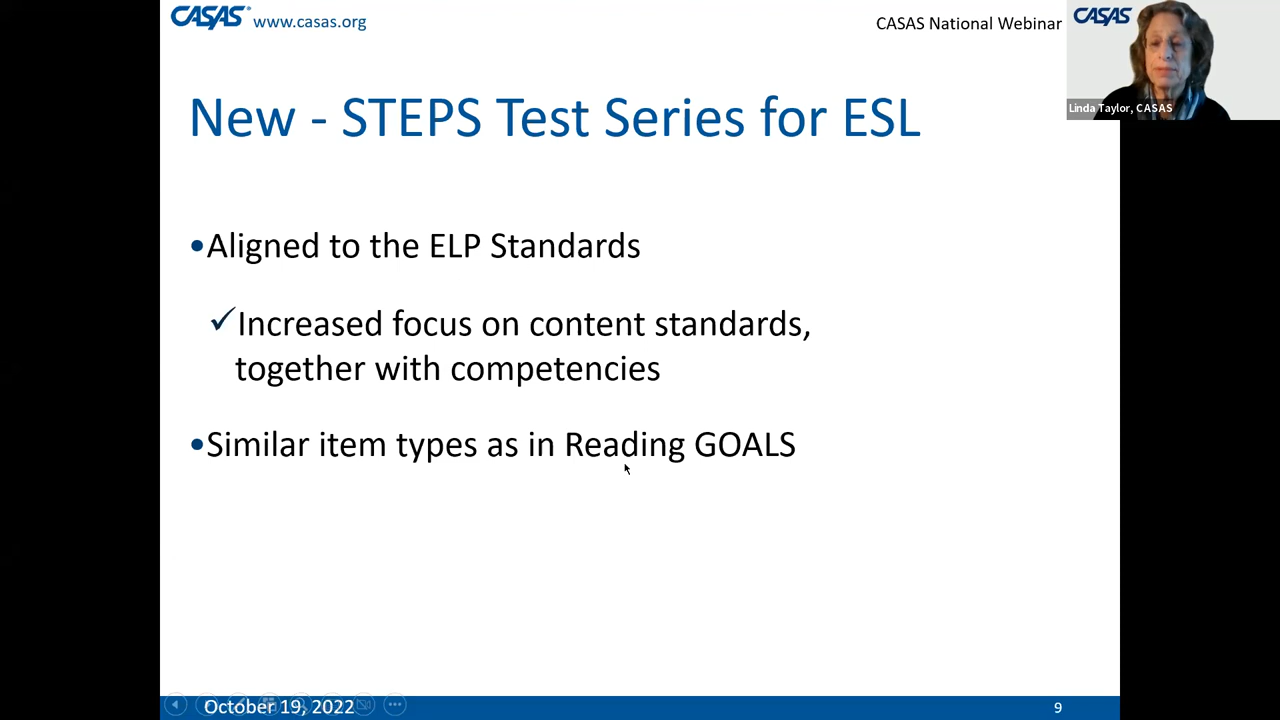 CASAS® www.casas.org
CASAS National Webinar
CASAS
Linda Taylor, CASAS
New - STEPS Test Series for ESL
•Aligned to the ELP Standards
✓Increased focus on content standards,
together with competencies
•Similar item types as in Reading GOALS
October 19, 2022
9